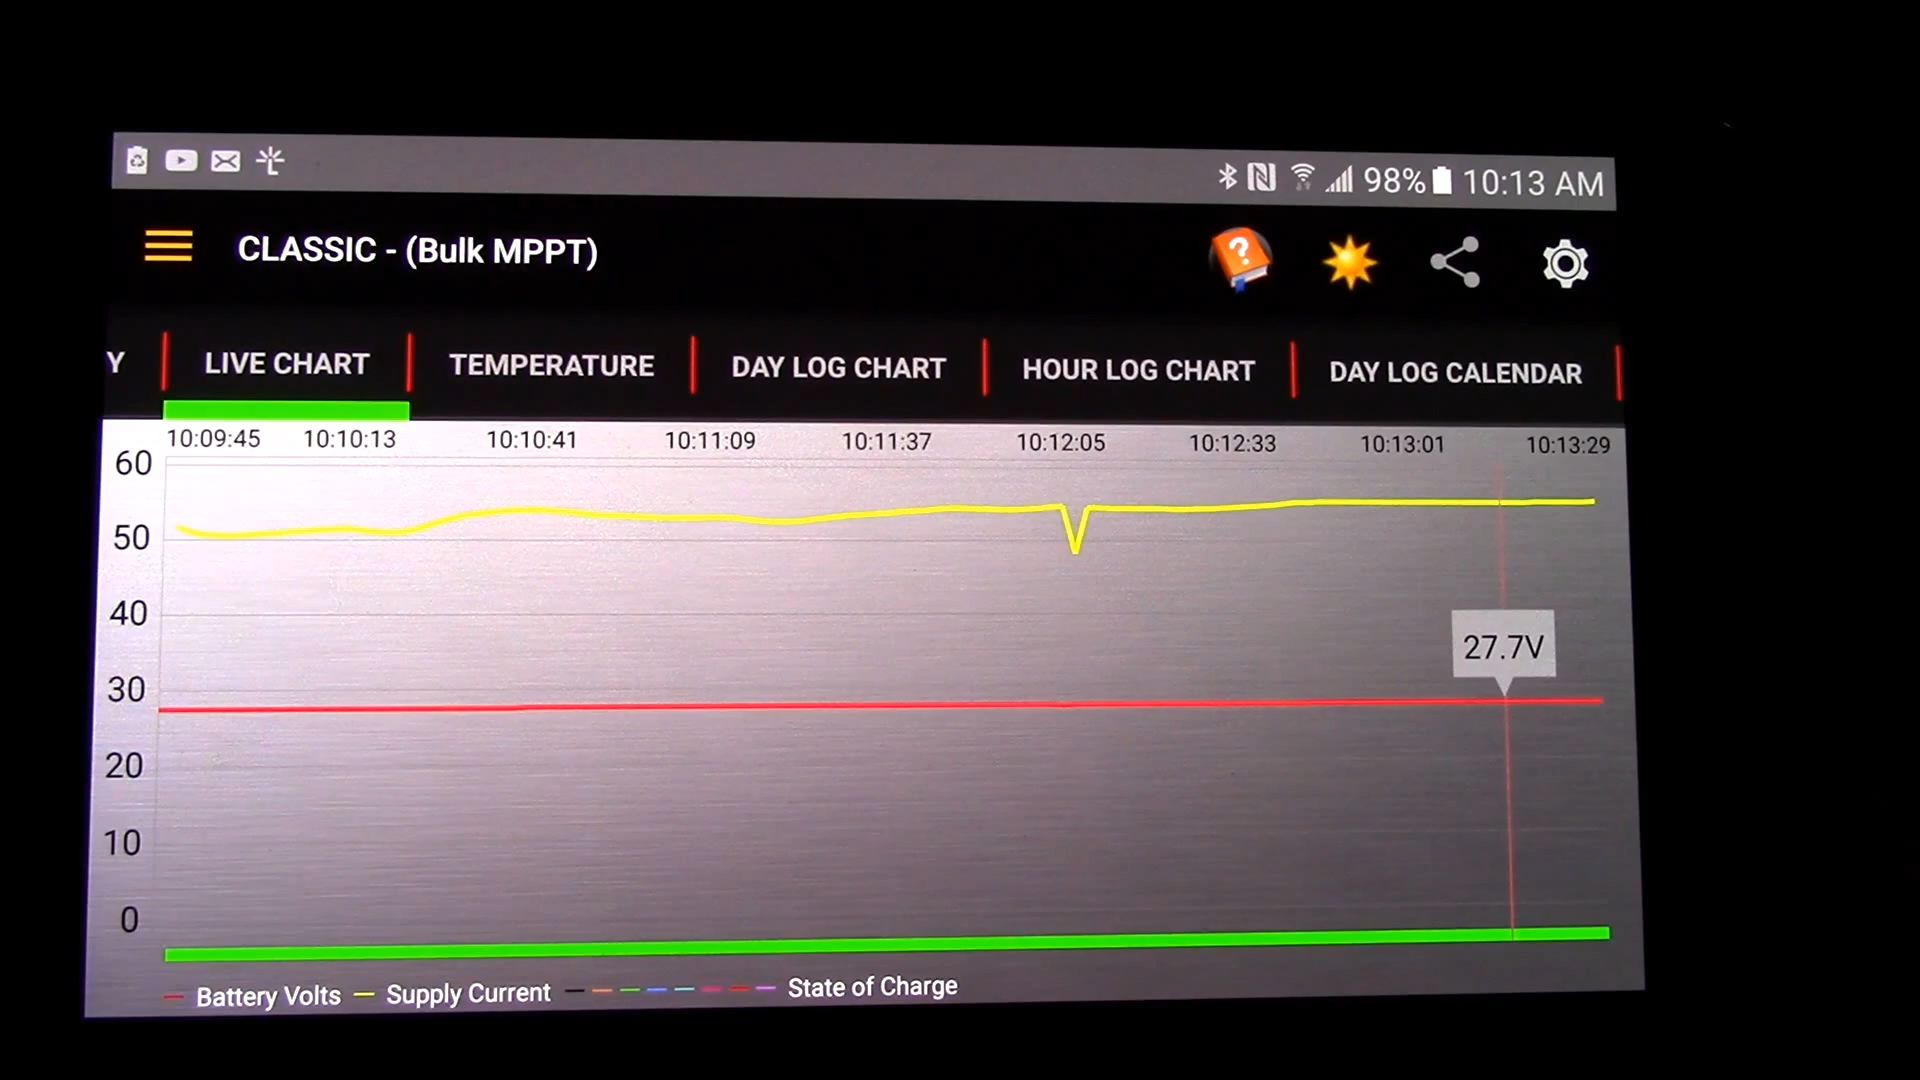 98% 10:13 AM
CLASSIC - (Bulk MPPT)
Y LIVE CHART TEMPERATURE DAY LOG CHART HOUR LOG CHART DAY LOG CALENDAR
10:09:45 10:10:13 10:10:41 10:11:09 10:11:37 10:12:05 10:12:33 10:13:01 10:13:29
60
50
40
30
27.7V
20
10
0
Battery Volts Supply Current State of Charge